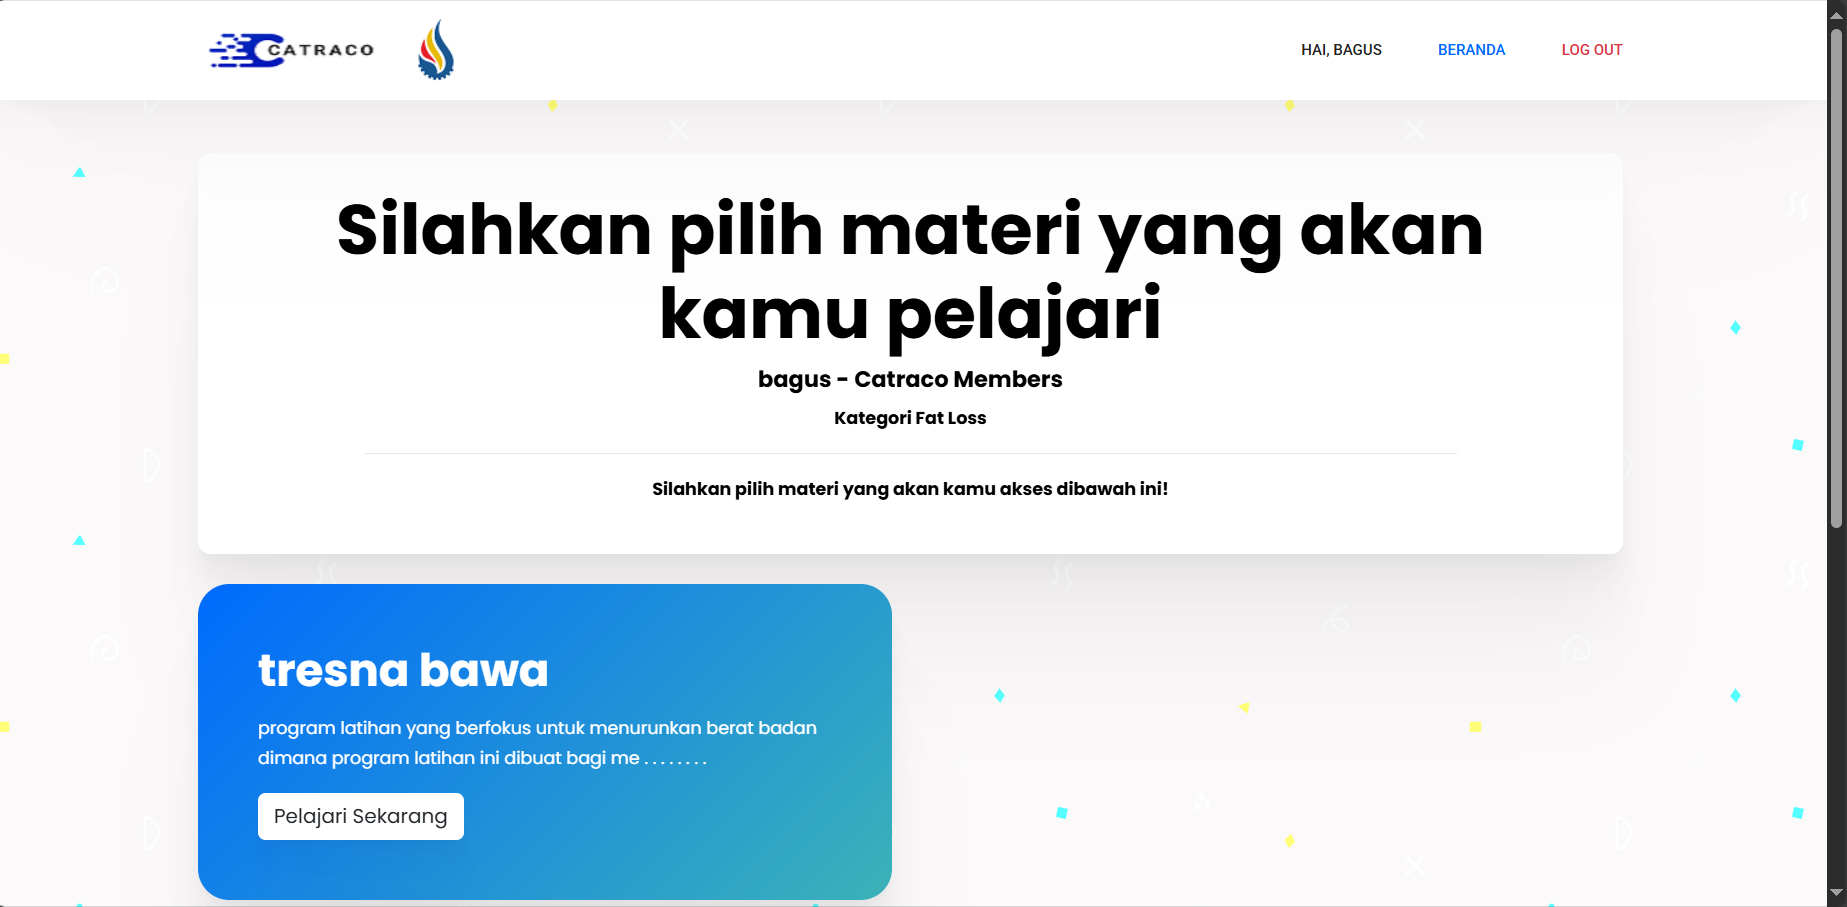 CATRACO
HAI, BAGUS
BERANDA
LOG OUT
Silahkan pilih materi yang akan
kamu pelajari
bagus - Catraco Members
Kategori Fat Loss
Silahkan pilih materi yang akan kamu akses dibawah ini!
tresna bawa
program latihan yang berfokus untuk menurunkan berat badan
dimana program latihan ini dibuat bagi me . . . . . . . .
Pelajari Sekarang